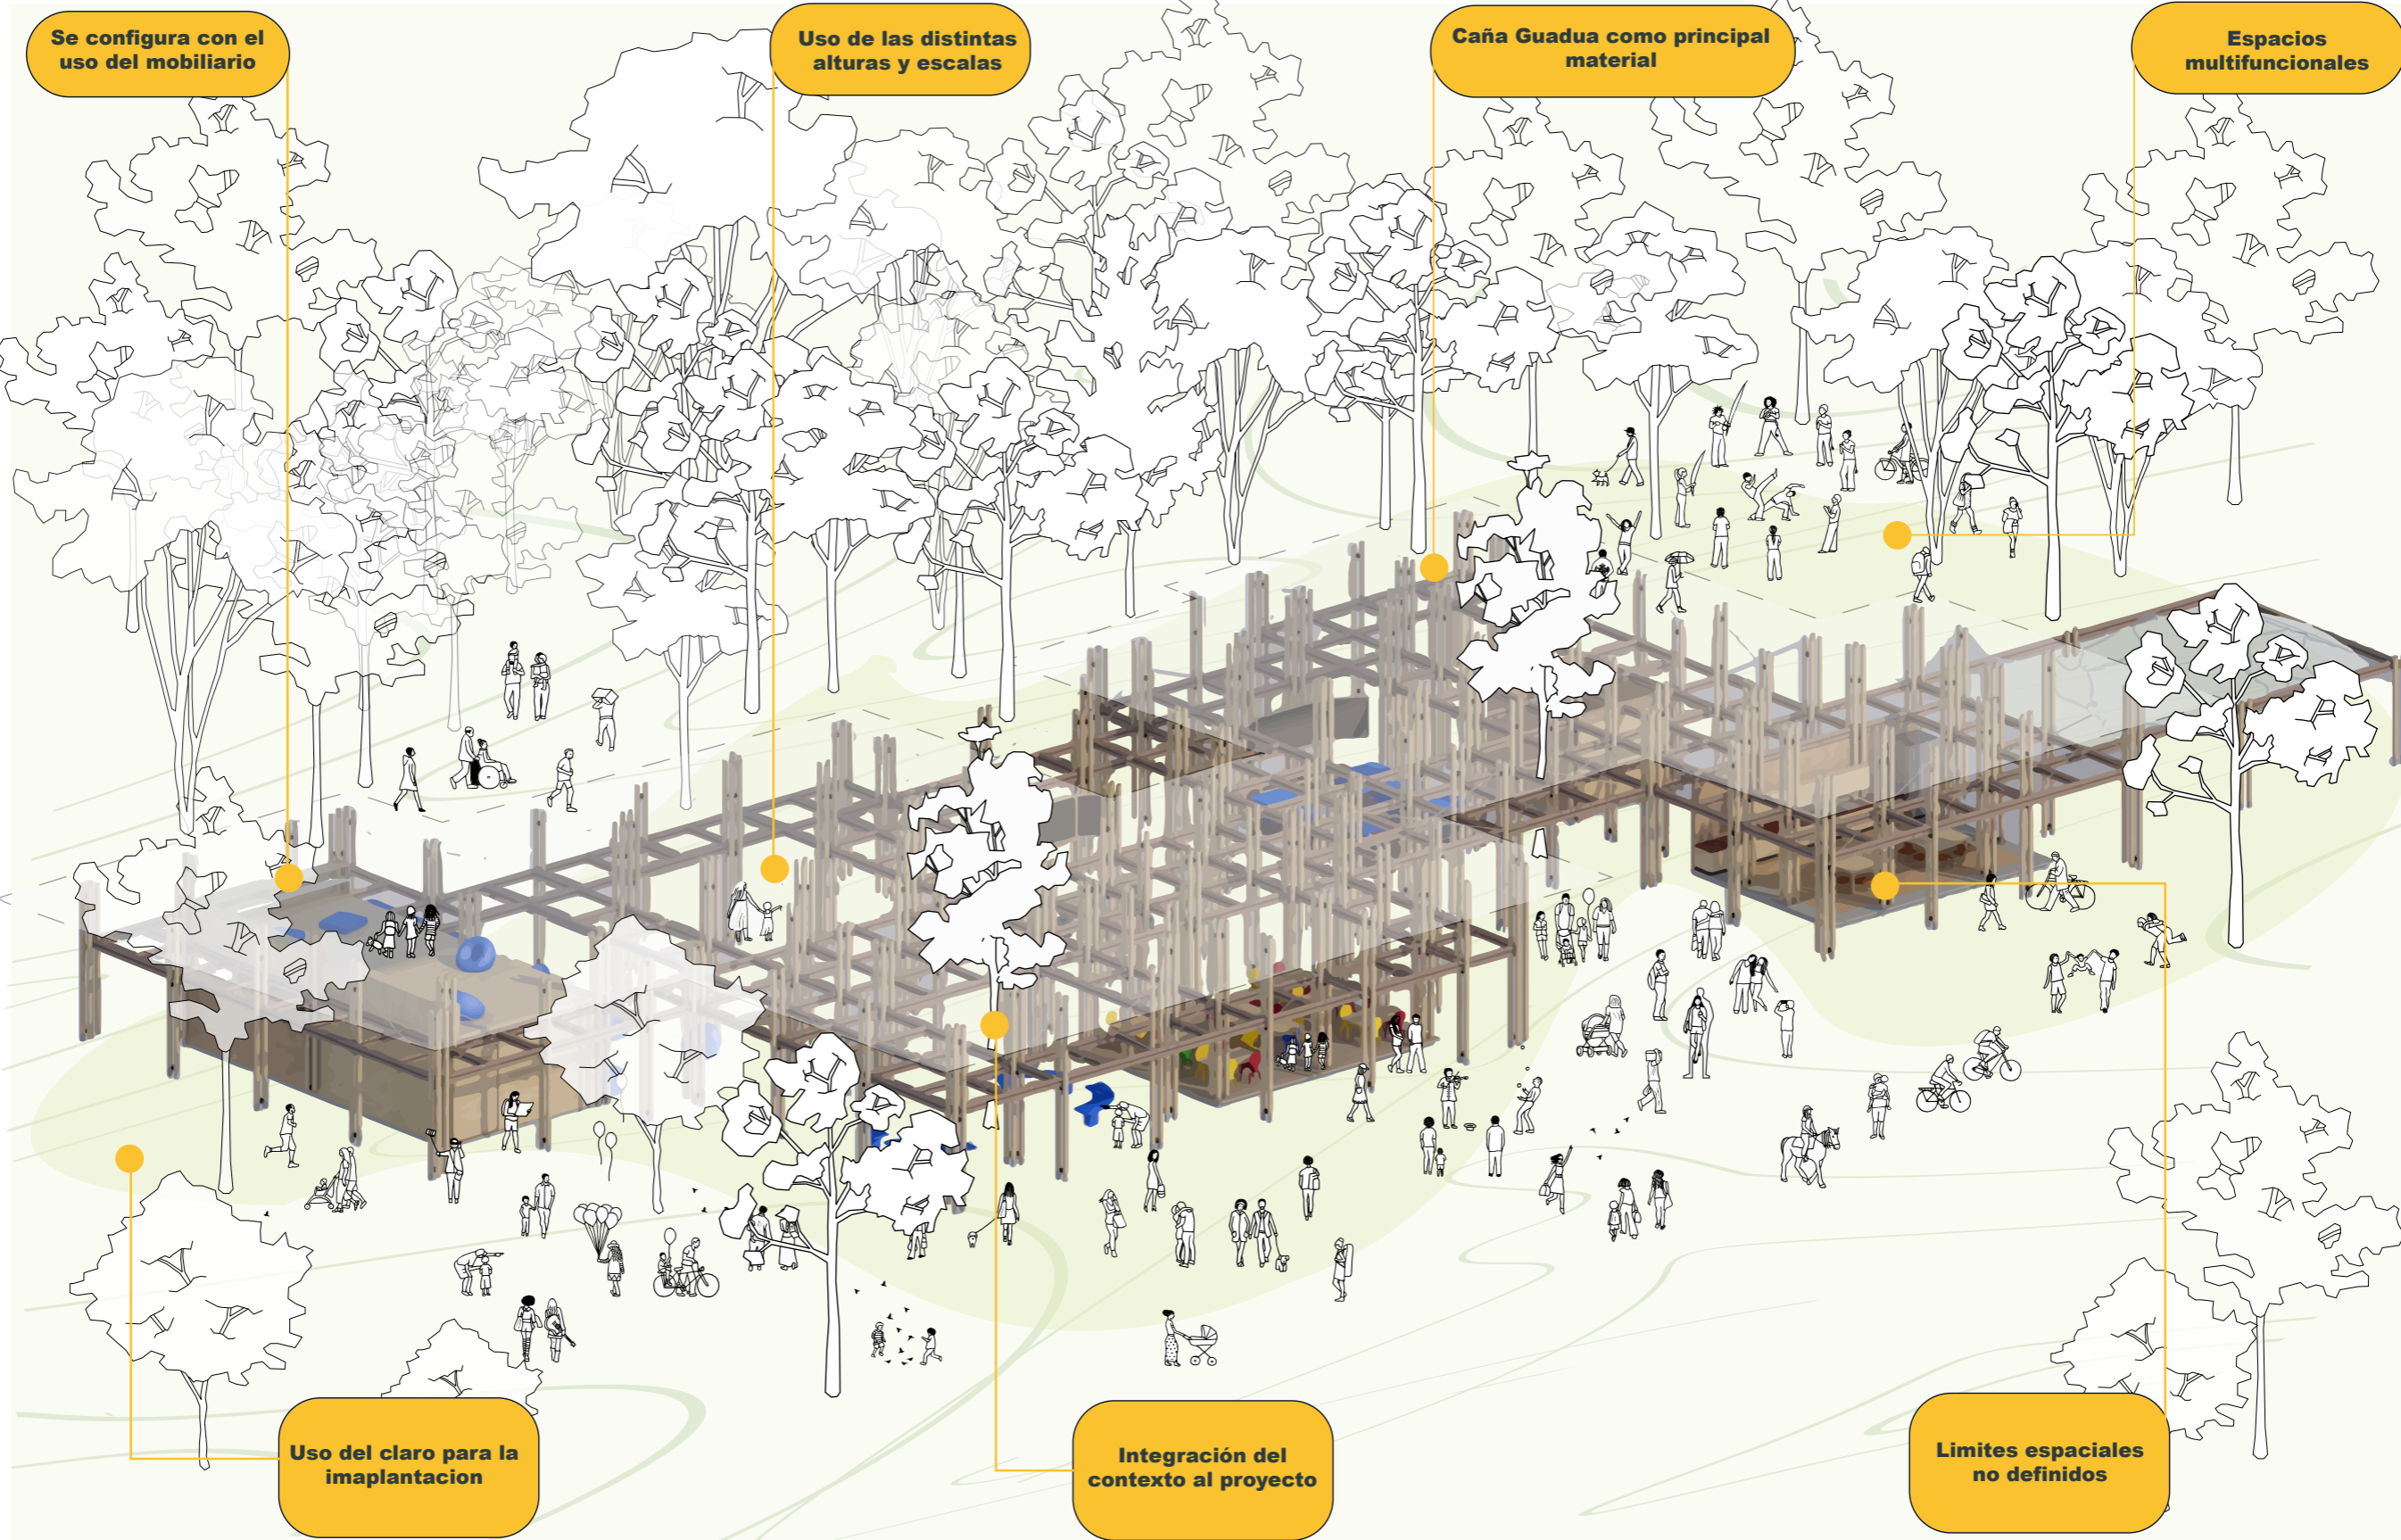 Se configura con el
uso del mobiliario
Uso de las distintas
alturas y escalas
Caña Guadua como principal
material
Espacios
multifuncionales
Uso del claro para la
imaplantacion
Integración del
contexto al proyecto
Limites espaciales
no definidos